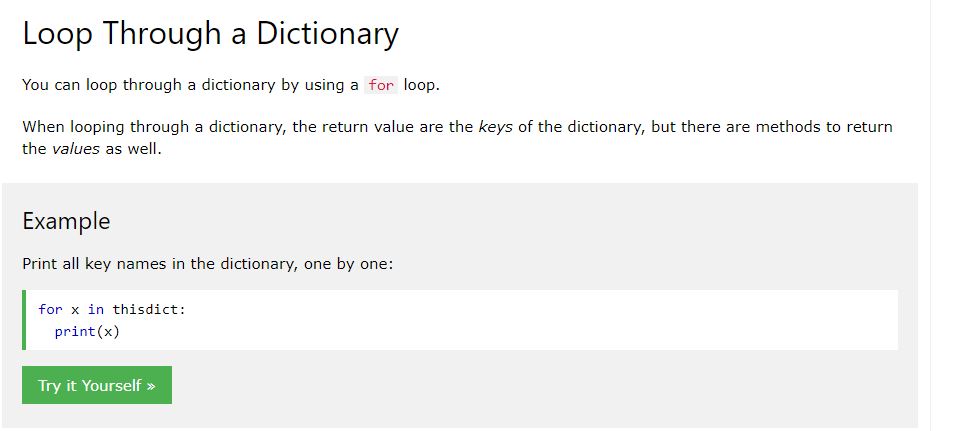 Loop Through a Dictionary
You can loop through a dictionary by using a for loop.
When looping through a dictionary, the return value are the keys of the dictionary, but there are methods to return
the values as well.
Example
Print all key names in the dictionary, one by one:
for x in thisdict:
  print(x)
Try it Yourself »